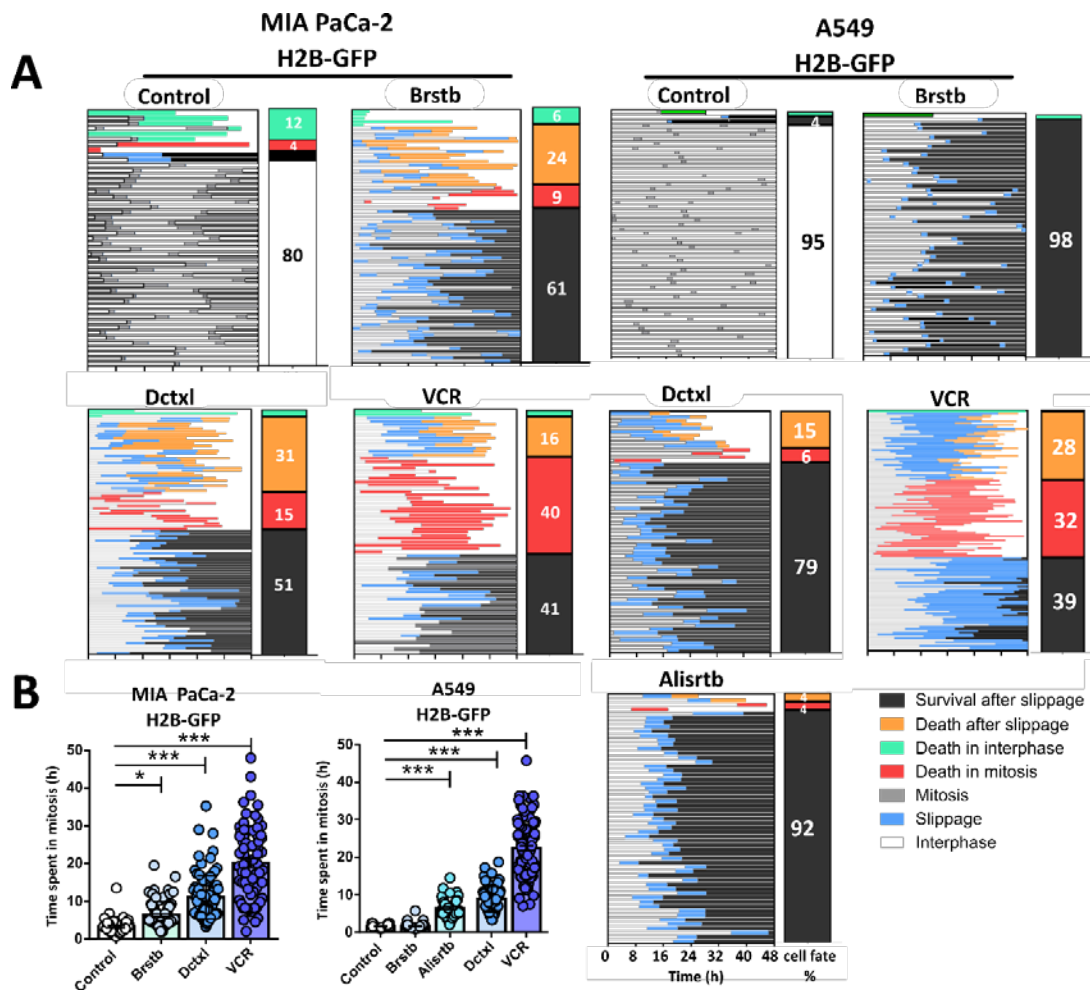 MIA PaCa-2
H2B-GFP
A549
H2B-GFP
A
Control
Brstb
Control
Brstb
12
4
80
6
24
9
61
4
95
98
Dctxl
VCR
Dctxl
VCR
31
15
51
16
40
41
15
6
79
28
32
39
B
MIA PaCa-2
H2B-GFP
Time spent in mitosis (h)
50
40
30
20
10
0
*
***
***
Control
Brstb
Dctxl
VCR
A549
H2B-GFP
Time spent in mitosis (h)
50
40
30
20
10
0
***
***
***
Control
Brstb
Alisrtb
Dctxl
VCR
Alisrtb
4
4
92
0 8 16 24 32 40 48
Time (h)
cell fate
%
Survival after slippage
Death after slippage
Death in interphase
Death in mitosis
Mitosis
Slippage
Interphase